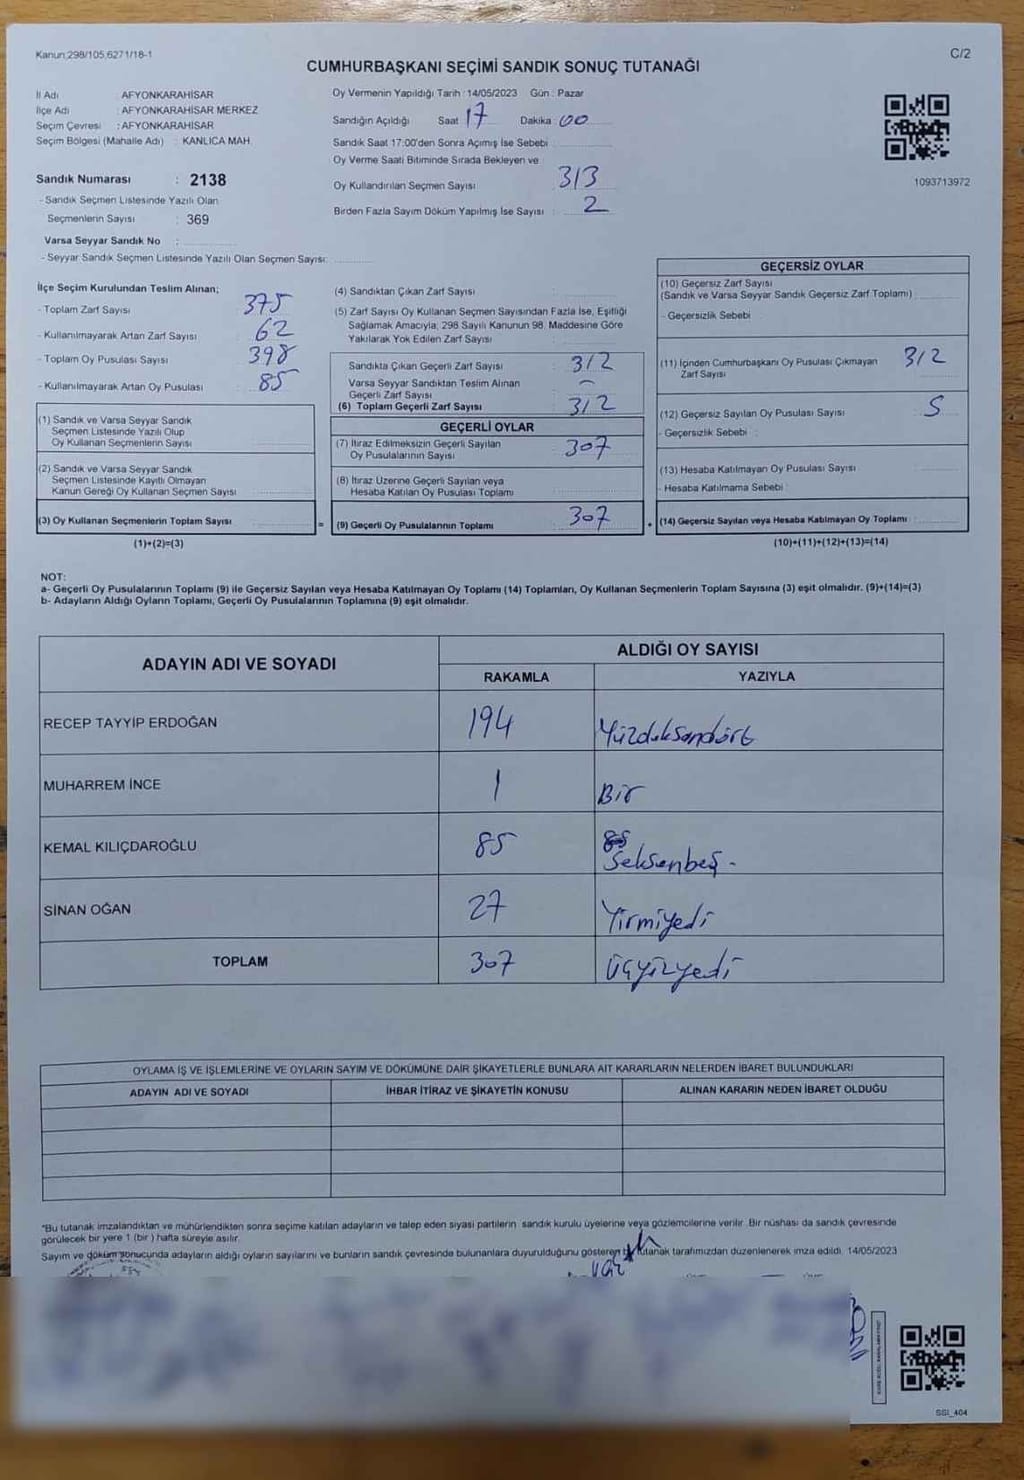 Kanun:298/105,6271/18-1
C/2
CUMHURBAŞKANI SEÇİMİ SANDIK SONUÇ TUTANAĞI
İl Adı : AFYONKARAHİSAR
İlçe Adı : AFYONKARAHİSAR MERKEZ
Seçim Çevresi : AFYONKARAHİSAR
Seçim Bölgesi (Mahalle Adı) : KANLICA MAH.
Sandık Numarası : 2138
- Sandık Seçmen Listesinde Yazılı Olan
Seçmenlerin Sayısı : 369
Varsa Seyyar Sandık No :
- Seyyar Sandık Seçmen Listesinde Yazılı Olan Seçmen Sayısı:
Oy Vermenin Yapıldığı Tarih : 14/05/2023 Gün : Pazar
Sandığın Açıldığı Saat 17 Dakika 00
Sandık Saat 17:00'den Sonra Açımış İse Sebebi :
Oy Verme Saati Bitiminde Sırada Bekleyen ve
Oy Kullandırılan Seçmen Sayısı : 313
Birden Fazla Sayım Döküm Yapılmış İse Sayısı : 2
1093713972
İlçe Seçim Kurulundan Teslim Alınan;
- Toplam Zarf Sayısı : 375
- Kullanılmayarak Artan Zarf Sayısı : 62
- Toplam Oy Pusulası Sayısı : 398
- Kullanılmayarak Artan Oy Pusulası : 85
(1) Sandık ve Varsa Seyyar Sandık
Seçmen Listesinde Yazılı Olup
Oy Kullanan Seçmenlerin Sayısı :
(2) Sandık ve Varsa Seyyar Sandık
Seçmen Listesinde Kayıtlı Olmayan
Kanun Gereği Oy Kullanan Seçmen Sayısı :
(3) Oy Kullanan Seçmenlerin Toplam Sayısı : =
(1)+(2)=(3)
(4) Sandıktan Çıkan Zarf Sayısı :
(5) Zarf Sayısı Oy Kullanan Seçmen Sayısından Fazla İse, Eşitliği
Sağlamak Amacıyla; 298 Sayılı Kanunun 98. Maddesine Göre
Yakılarak Yok Edilen Zarf Sayısı :
Sandıkta Çıkan Geçerli Zarf Sayısı : 312
Varsa Seyyar Sandıktan Teslim Alınan
Geçerli Zarf Sayısı : -
(6) Toplam Geçerli Zarf Sayısı : 312
GEÇERLİ OYLAR
(7) İtiraz Edilmeksizin Geçerli Sayılan
Oy Pusulalarının Sayısı : 307
(8) İtiraz Üzerine Geçerli Sayılan veya
Hesaba Katılan Oy Pusulası Toplamı :
(9) Geçerli Oy Pusulalarının Toplamı : 307 +
GEÇERSİZ OYLAR
(10) Geçersiz Zarf Sayısı
(Sandık ve Varsa Seyyar Sandık Geçersiz Zarf Toplamı) :
- Geçersizlik Sebebi :
(11) İçinden Cumhurbaşkanı Oy Pusulası Çıkmayan
Zarf Sayısı : 312
(12) Geçersiz Sayılan Oy Pusulası Sayısı : 5
- Geçersizlik Sebebi :
(13) Hesaba Katılmayan Oy Pusulası Sayısı :
- Hesaba Katılmama Sebebi :
(14) Geçersiz Sayılan veya Hesaba Katılmayan Oy Toplamı :
(10)+(11)+(12)+(13)=(14)
NOT:
a- Geçerli Oy Pusulalarının Toplamı (9) ile Geçersiz Sayılan veya Hesaba Katılmayan Oy Toplamı (14) Toplamları, Oy Kullanan Seçmenlerin Toplam Sayısına (3) eşit olmalıdır. (9)+(14)=(3)
b- Adayların Aldığı Oyların Toplamı, Geçerli Oy Pusulalarının Toplamına (9) eşit olmalıdır.
ADAYIN ADI VE SOYADI
ALDIĞI OY SAYISI
RAKAMLA YAZIYLA
RECEP TAYYİP ERDOĞAN 194 Yüzdoksandört
MUHARREM İNCE 1 Bir
KEMAL KILIÇDAROĞLU 85 Seksenbeş -
SİNAN OĞAN 27 Yirmiyedi
TOPLAM 307 üçyüzyedi
OYLAMA İŞ VE İŞLEMLERİNE VE OYLARIN SAYIM VE DÖKÜMÜNE DAİR ŞİKAYETLERLE BUNLARA AİT KARARLARIN NELERDEN İBARET BULUNDUKLARI
ADAYIN ADI VE SOYADI İHBAR İTİRAZ VE ŞİKAYETİN KONUSU ALINAN KARARIN NEDEN İBARET OLDUĞU
*Bu tutanak imzalandıktan ve mühürlendikten sonra seçime katılan adayların ve talep eden siyasi partilerin sandık kurulu üyelerine veya gözlemcilerine verilir. Bir nüshası da sandık çevresinde
görülecek bir yere 1 (bir) hafta süreyle asılır.
Sayım ve döküm sonucunda adayların aldığı oyların sayılarını ve bunların sandık çevresinde bulunanlara duyurulduğunu gösteren tutanak tarafımızdan düzenlenerek imza edildi. 14/05/2023
SSI_404